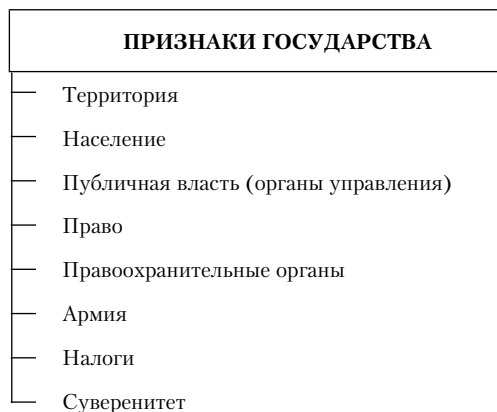 ПРИЗНАКИ ГОСУДАРСТВА
Территория
Население
Публичная власть (органы управления)
Право
Правоохранительные органы
Армия
Налоги
Суверенитет